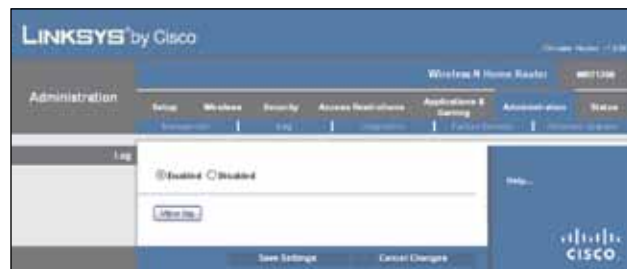 LINKSYS® by Cisco
Wireless-N Home Router
Administration
Setup Wireless Security Access Restrictions Applications & Gaming Administration Status
Log
Enabled Disabled
View Log
Help...
Save Settings Cancel Changes
CISCO